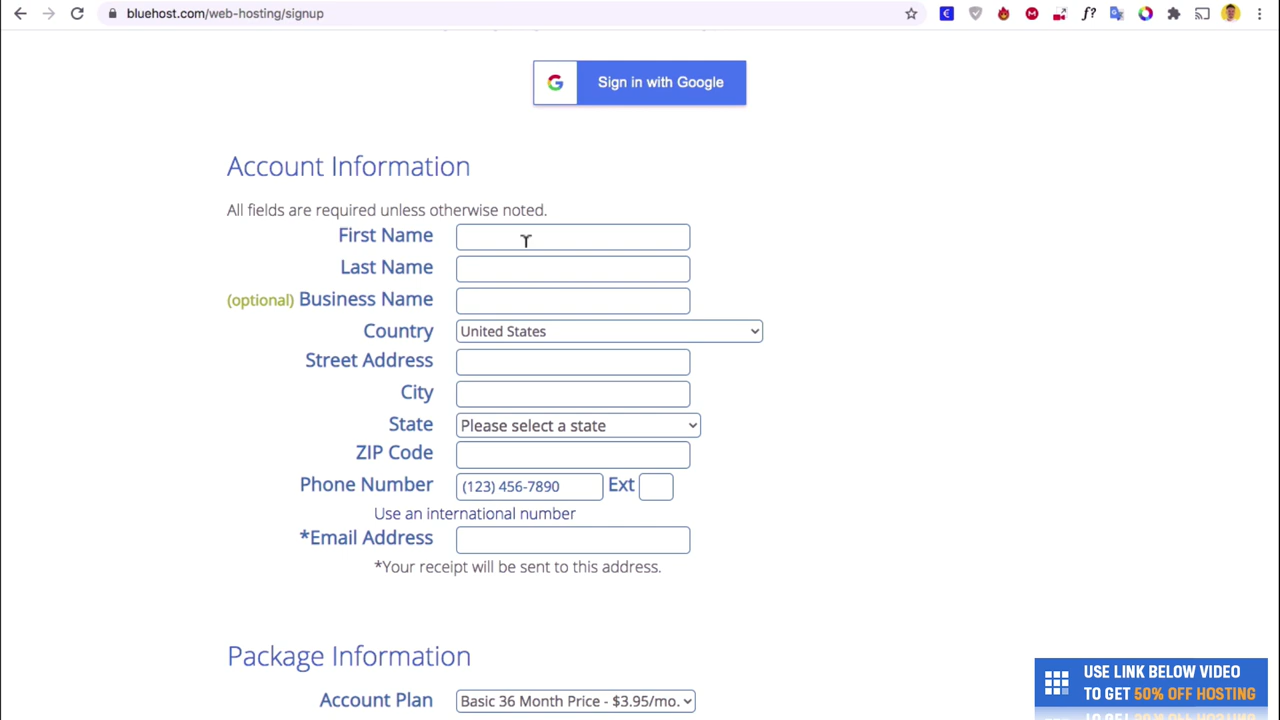 bluehost.com/web-hosting/signup
Sign in with Google
Account Information
All fields are required unless otherwise noted.
First Name
Last Name
(optional) Business Name
Country United States
Street Address
City
State Please select a state
ZIP Code
Phone Number (123) 456-7890 Ext
Use an international number
*Email Address
*Your receipt will be sent to this address.
Package Information
Account Plan Basic 36 Month Price - $3.95/mo.
USE LINK BELOW VIDEO
TO GET 50% OFF HOSTING